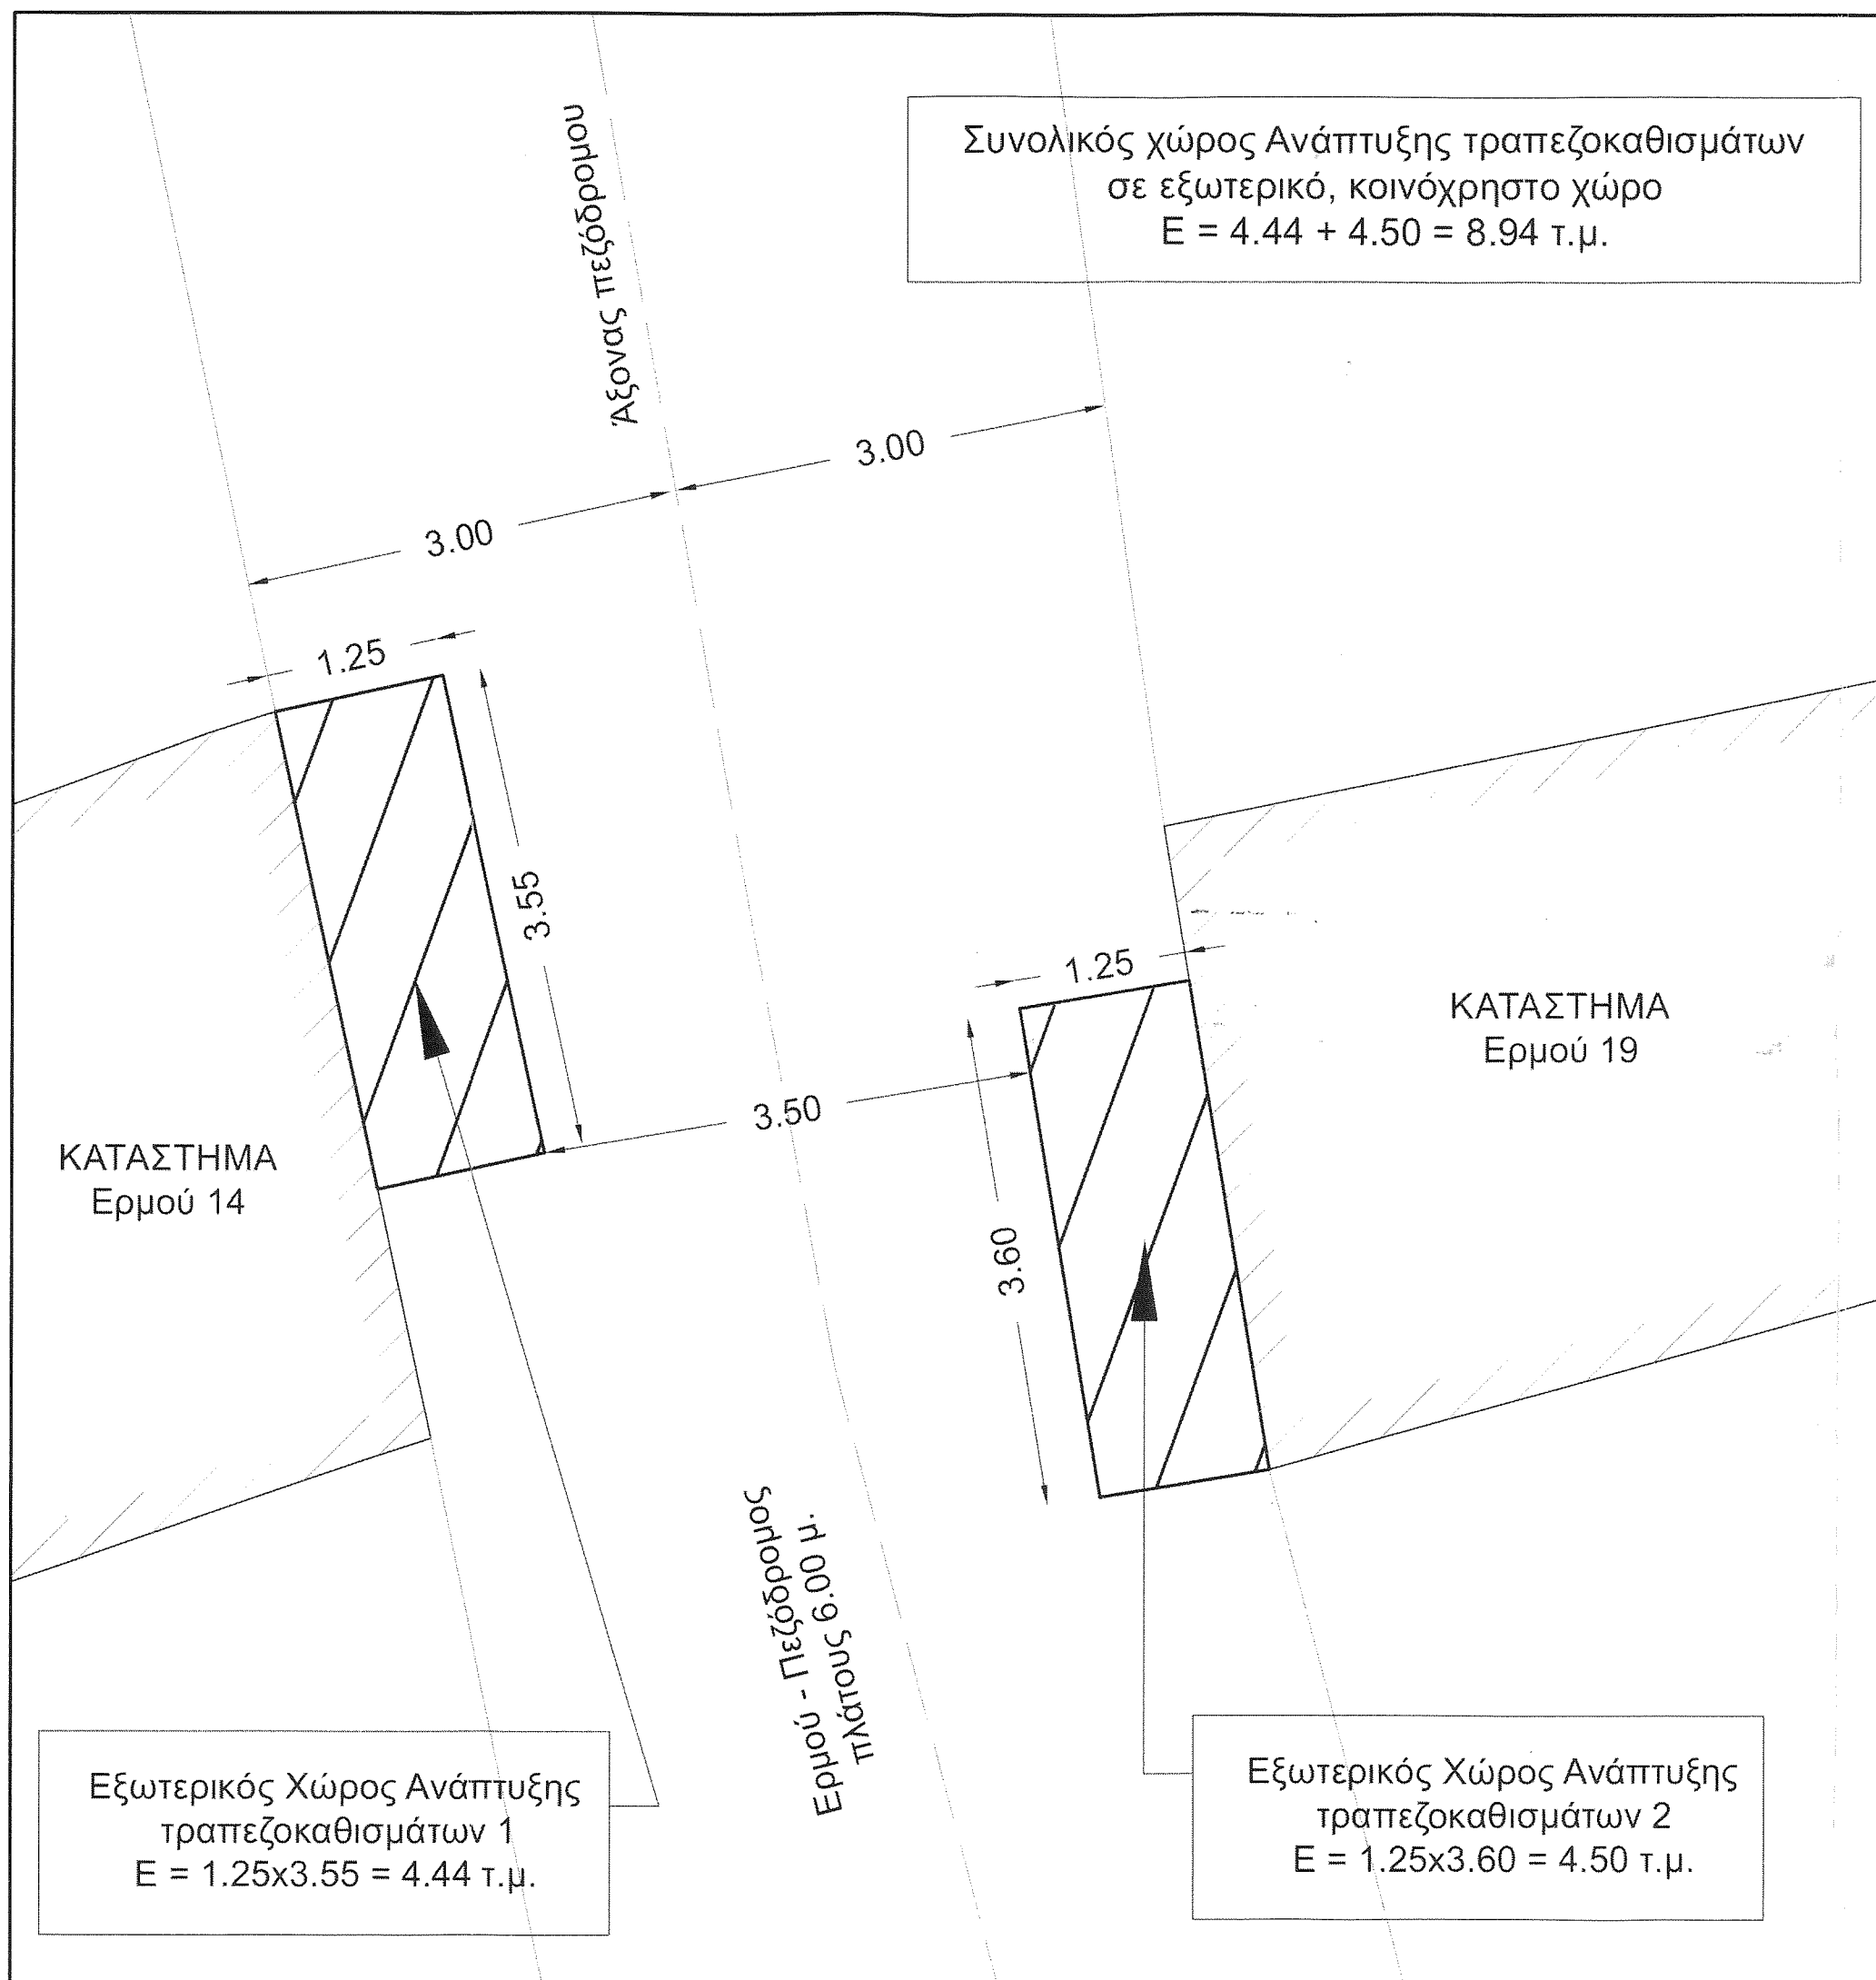 Συνολικός χώρος Ανάπτυξης τραπεζοκαθισμάτων
σε εξωτερικό, κοινόχρηστο χώρο
Ε = 4.44 + 4.50 = 8.94 τ.μ.
Άξονας πεζόδρομου
3.00
3.00
1.25
3.55
1.25
3.50
3.60
ΚΑΤΑΣΤΗΜΑ
Ερμού 19
ΚΑΤΑΣΤΗΜΑ
Ερμού 14
Ερμού - Πεζόδρομος
πλάτους 6.00 μ.
Εξωτερικός Χώρος Ανάπτυξης
τραπεζοκαθισμάτων 1
Ε = 1.25x3.55 = 4.44 τ.μ.
Εξωτερικός Χώρος Ανάπτυξης
τραπεζοκαθισμάτων 2
Ε = 1.25x3.60 = 4.50 τ.μ.